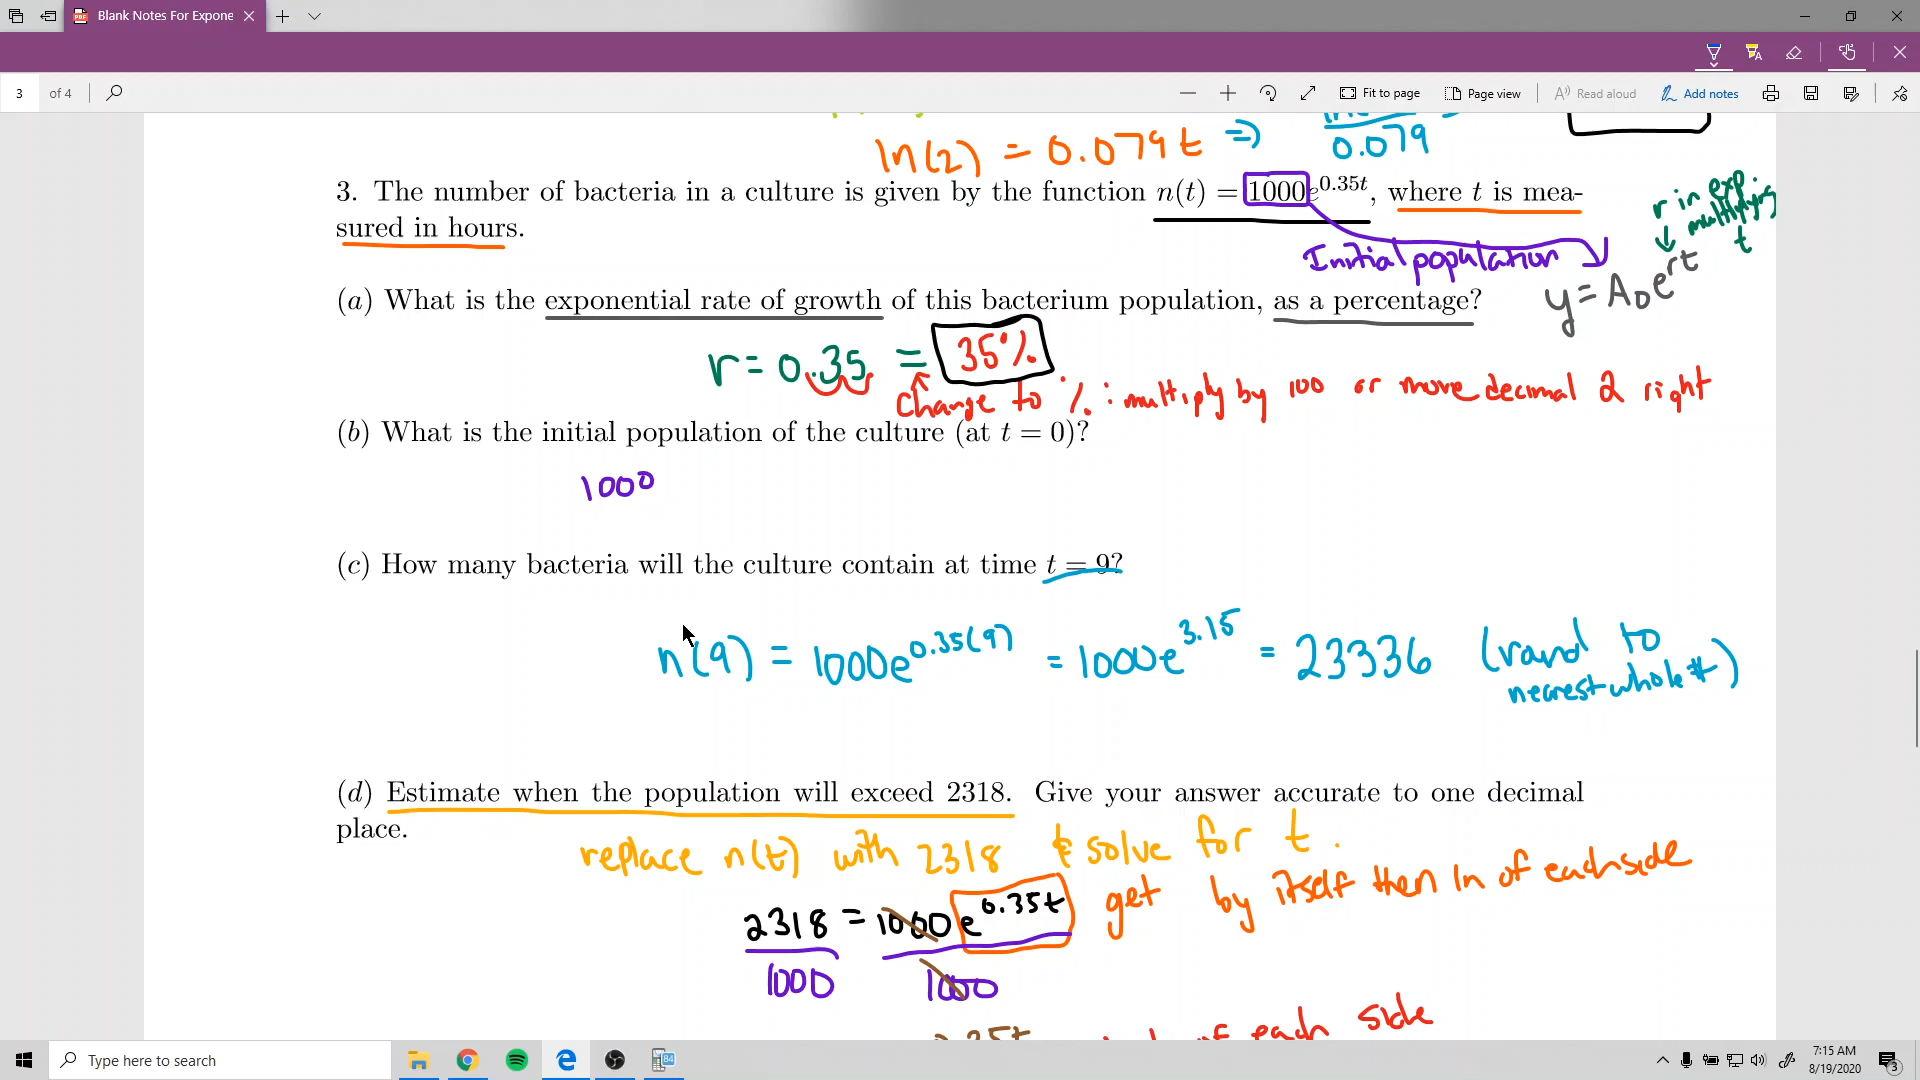 Blank Notes For Expone
3 of 4
Fit to page
Page view
Read aloud
Add notes
ln(2) = 0.079t => 0.079
3. The number of bacteria in a culture is given by the function n(t) = 1000e^0.35t, where t is mea-
sured in hours.
r in exp.
multiplying
t
Initial population
y = A₀e^rt
(a) What is the exponential rate of growth of this bacterium population, as a percentage?
r = 0.35 = 35%
Change to % : multiply by 100 or move decimal 2 right
(b) What is the initial population of the culture (at t = 0)?
1000
(c) How many bacteria will the culture contain at time t = 9?
n(9) = 1000e^0.35(9) = 1000e^3.15 = 23336 (rand to
nearest whole #)
(d) Estimate when the population will exceed 2318. Give your answer accurate to one decimal
place.
replace n(t) with 2318 & solve for t.
get by itself then ln of each side
2318 = 1000e^0.35t
1000 1000
of each side
Type here to search
84
7:15 AM
8/19/2020
3